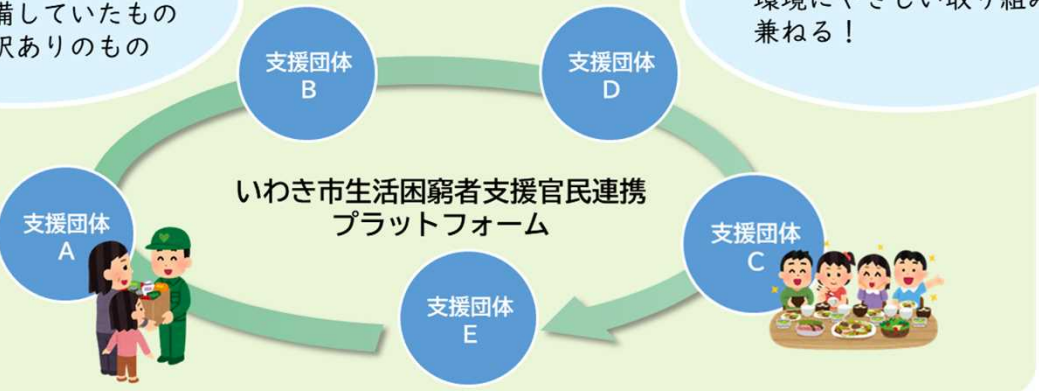 備していたもの
訳ありのもの
環境にやさしい取り組み
兼ねる！
支援団体
B
支援団体
D
いわき市生活困窮者支援官民連携
プラットフォーム
支援団体
A
支援団体
C
支援団体
E